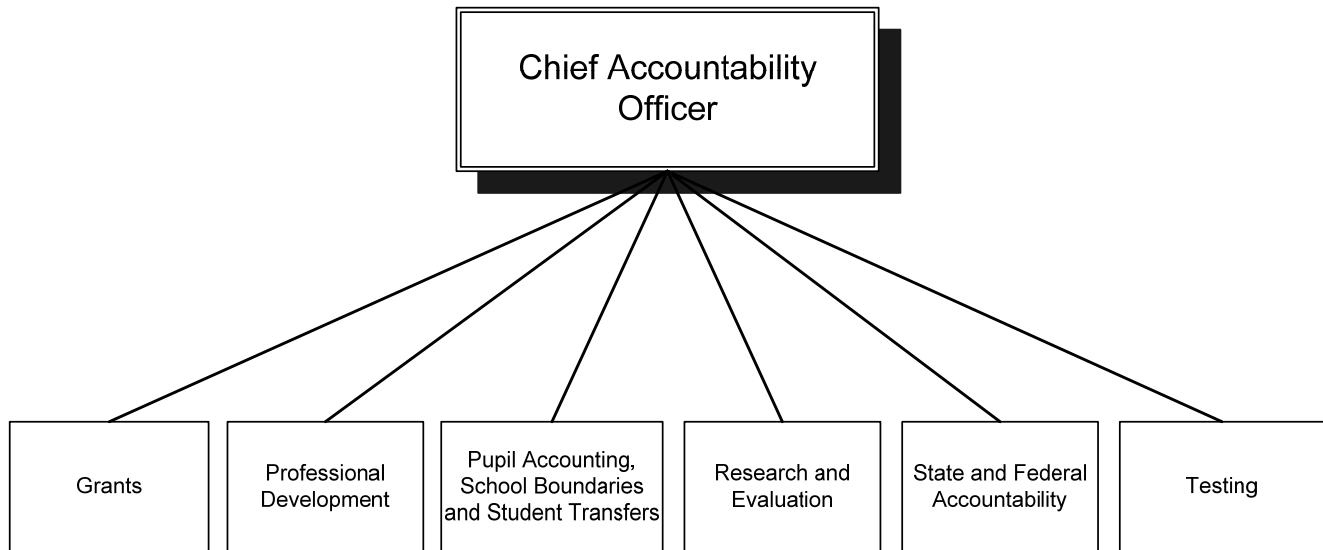 Chief Accountability
Officer
Grants
Professional
Development
Pupil Accounting,
School Boundaries
and Student Transfers
Research and
Evaluation
State and Federal
Accountability
Testing